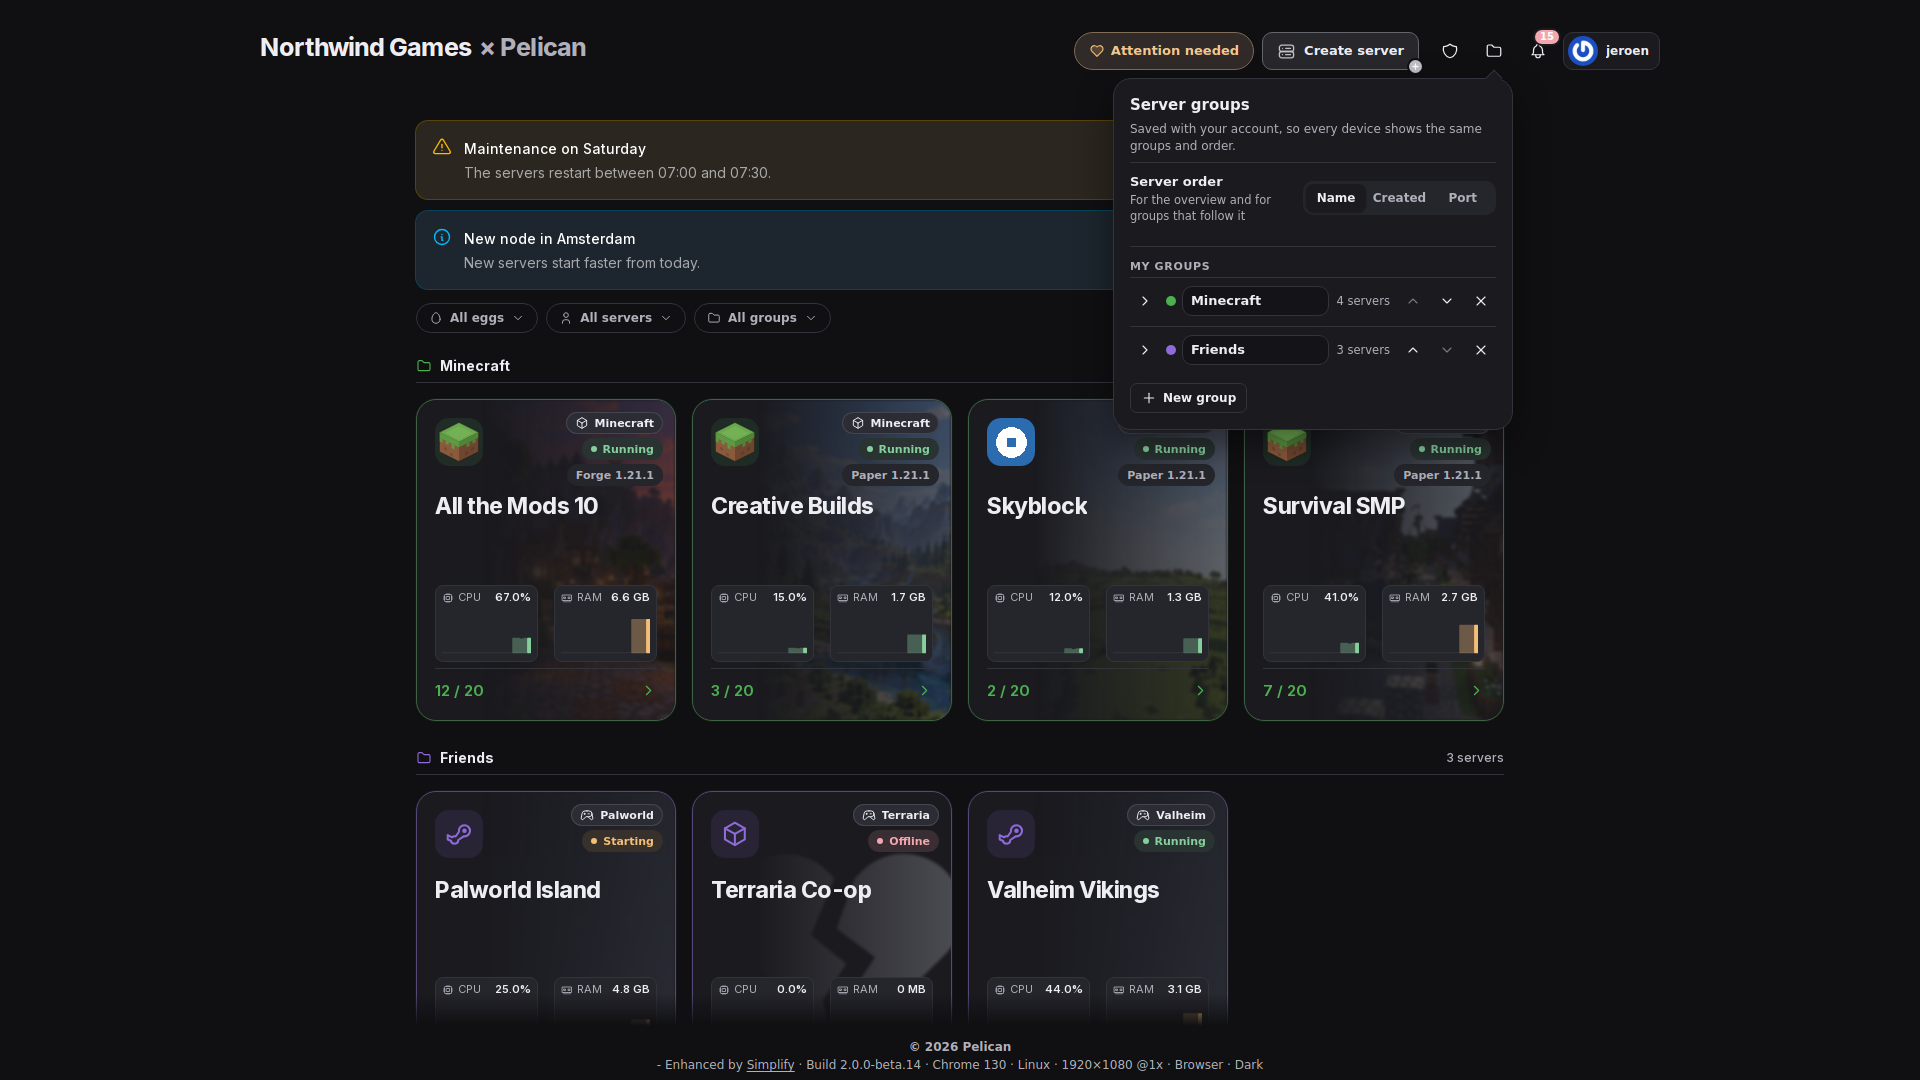 Northwind Games × Pelican
Attention needed
Create server
15
jeroen
Server groups
Saved with your account, so every device shows the same
groups and order.
Server order
For the overview and for
groups that follow it
Name
Created
Port
MY GROUPS
Minecraft
4 servers
Friends
3 servers
New group
Maintenance on Saturday
The servers restart between 07:00 and 07:30.
New node in Amsterdam
New servers start faster from today.
All eggs
All servers
All groups
Minecraft
Minecraft
Running
Forge 1.21.1
All the Mods 10
CPU 67.0%
RAM 6.6 GB
12 / 20
Minecraft
Running
Paper 1.21.1
Creative Builds
CPU 15.0%
RAM 1.7 GB
3 / 20
Running
Paper 1.21.1
Skyblock
CPU 12.0%
RAM 1.3 GB
2 / 20
Running
Paper 1.21.1
Survival SMP
CPU 41.0%
RAM 2.7 GB
7 / 20
Friends
3 servers
Palworld
Starting
Palworld Island
CPU 25.0%
RAM 4.8 GB
Terraria
Offline
Terraria Co-op
CPU 0.0%
RAM 0 MB
Valheim
Running
Valheim Vikings
CPU 44.0%
RAM 3.1 GB
© 2026 Pelican
- Enhanced by Simplify · Build 2.0.0-beta.14 · Chrome 130 · Linux · 1920×1080 @1x · Browser · Dark